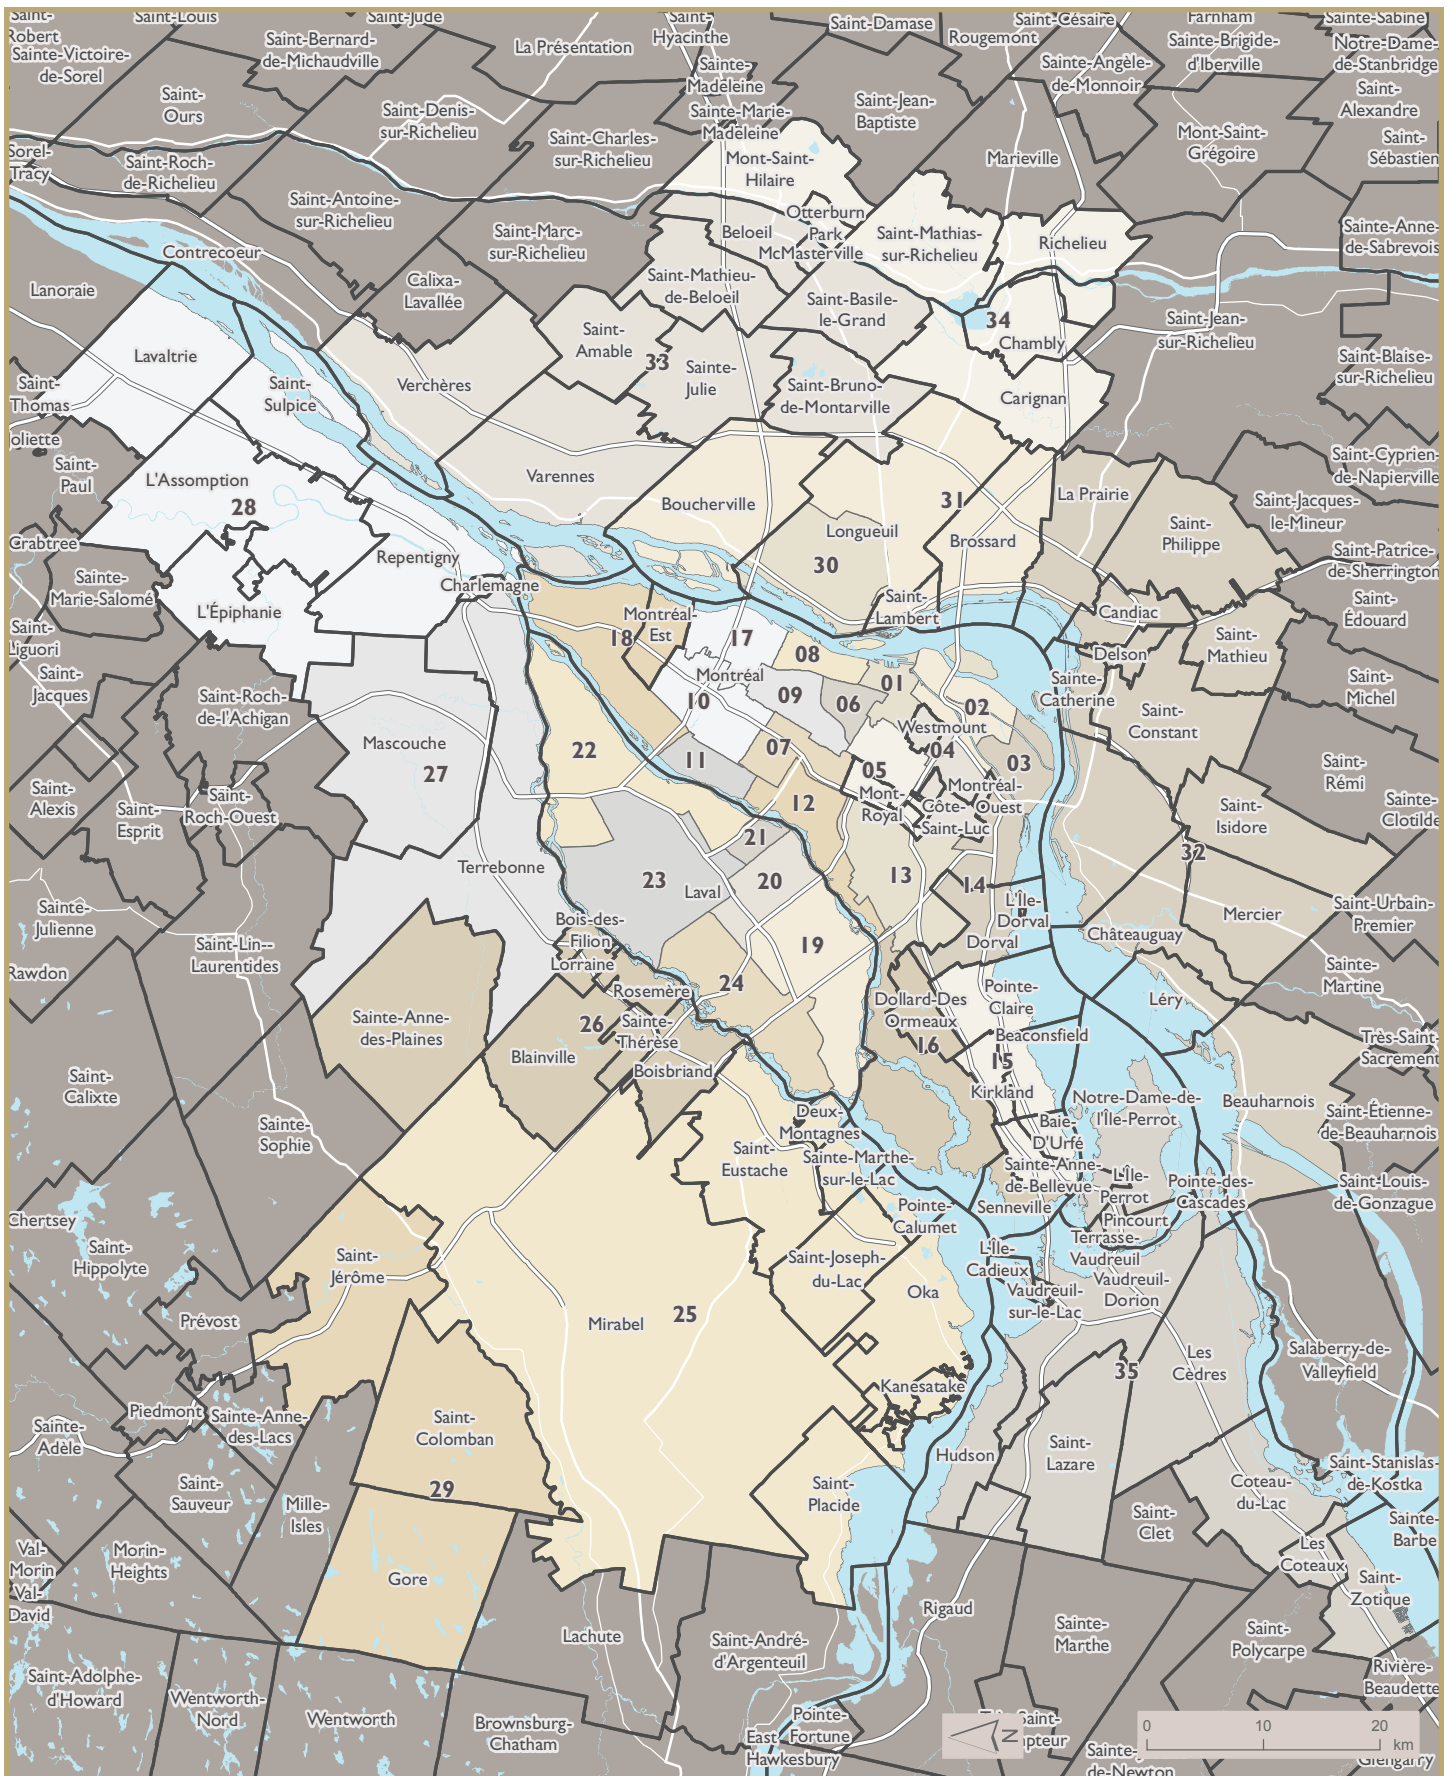 Saint-
Robert
Saint-Louis
Saint-Jude
Saint-
Hyacinthe
Saint-Damase
Saint-Césaire
Farnham
Sainte-Sabine
Sainte-Victoire-
de-Sorel
Saint-Bernard-
de-Michaudville
La Présentation
Rougemont
Sainte-Brigide-
d'Iberville
Notre-Dame-
de-Stanbridge
Sainte-
Madeleine
Sainte-Angèle-
de-Monnoir
Saint-
Ours
Saint-Denis-
sur-Richelieu
Sainte-Marie-
Madeleine
Saint-Jean-
Baptiste
Saint-
Alexandre
Saint-Charles-
sur-Richelieu
Mont-Saint-
Grégoire
Saint-
Sébastien
Sorel-
Tracy
Saint-Roch-
de-Richelieu
Mont-Saint-
Hilaire
Marieville
Saint-Antoine-
sur-Richelieu
Otterburn
Park
Saint-Marc-
sur-Richelieu
Beloeil
McMasterville
Saint-Mathias-
sur-Richelieu
Richelieu
Sainte-Anne-
de-Sabrevois
Contrecoeur
Calixa-
Lavallée
Saint-Mathieu-
de-Beloeil
Saint-Basile-
le-Grand
Lanoraie
34
Chambly
Saint-Jean-
sur-Richelieu
Lavaltrie
Saint-
Amable
33
Sainte-
Julie
Saint-Bruno-
de-Montarville
Saint-Blaise-
sur-Richelieu
Saint-
Thomas
Saint-
Sulpice
Verchères
Carignan
Joliette
Saint-
Paul
L'Assomption
28
Varennes
Boucherville
31
La Prairie
Saint-Cyprien-
de-Napierville
Saint-Jacques-
le-Mineur
Longueuil
Brossard
Saint-
Philippe
Crabtree
Repentigny
30
Saint-Patrice-
de-Sherrington
Sainte-
Marie-Salomé
Charlemagne
L'Épiphanie
Montréal-
Est
Saint-
Lambert
Candiac
Saint-
Édouard
Saint-
Liguori
18
17
08
Delson
Saint-
Mathieu
Saint-
Jacques
Montréal
01
Sainte-
Catherine
Saint-
Michel
Saint-Roch-
de-l'Achigan
10
09
06
02
Saint-
Constant
Westmount
Mascouche
27
22
11
07
04
03
Saint-
Rémi
05
Mont-
Royal
Montréal-
Ouest
Saint-
Alexis
Saint-
Esprit
Saint-
Roch-Ouest
12
Côte-
Saint-Luc
Saint-
Isidore
Sainte-
Clotilde
21
32
Terrebonne
23
Laval
20
13
14
Sainte-
Julienne
Bois-des-
Filion
L'Île-
Dorval
Mercier
Saint-Urbain-
Premier
Saint-Lin--
Laurentides
19
Dorval
Châteauguay
Rawdon
Lorraine
Rosemère
24
Pointe-
Claire
Léry
Sainte-
Martine
Sainte-Anne-
des-Plaines
26
Sainte-
Thérèse
Dollard-Des
Ormeaux
16
Beaconsfield
Très-Saint-
Sacrement
Blainville
Boisbriand
15
Saint-
Calixte
Kirkland
Notre-Dame-de-
l'Île-Perrot
Beauharnois
Saint-Étienne-
de-Beauharnois
Sainte-
Sophie
Deux-
Montagnes
Baie-
D'Urfé
Saint-
Eustache
Sainte-Marthe-
sur-le-Lac
Sainte-Anne-
de-Bellevue
L'Île-
Perrot
Pointe-des-
Cascades
Saint-Louis-
de-Gonzague
Chertsey
Pointe-
Calumet
Senneville
Pincourt
Saint-
Hippolyte
Saint-
Jérôme
Saint-Joseph-
du-Lac
L'Île-
Cadieux
Terrasse-
Vaudreuil
Oka
Vaudreuil-
sur-le-Lac
Vaudreuil-
Dorion
Prévost
Mirabel
25
Les
Cèdres
Salaberry-de-
Valleyfield
Kanesatake
35
Piedmont
Sainte-Anne-
des-Lacs
Saint-
Colomban
Sainte-
Adèle
Hudson
Saint-
Lazare
Saint-
Sauveur
29
Saint-
Placide
Coteau-
du-Lac
Saint-Stanislas-
de-Kostka
Mille-
Isles
Saint-
Clet
Sainte-
Barbe
Val-
Morin
Morin-
Heights
Les
Coteaux
Val-
David
Gore
Rigaud
Saint-
Zotique
Lachute
Saint-André-
d'Argenteuil
Sainte-
Marthe
Saint-
Polycarpe
Saint-Adolphe-
d'Howard
Rivière-
Beaudette
Wentworth-
Nord
Wentworth
Brownsburg-
Chatham
Pointe-
Fortune
East
Hawkesbury
N
Saint-
0 10 20
km
Sainte-
de-Newton